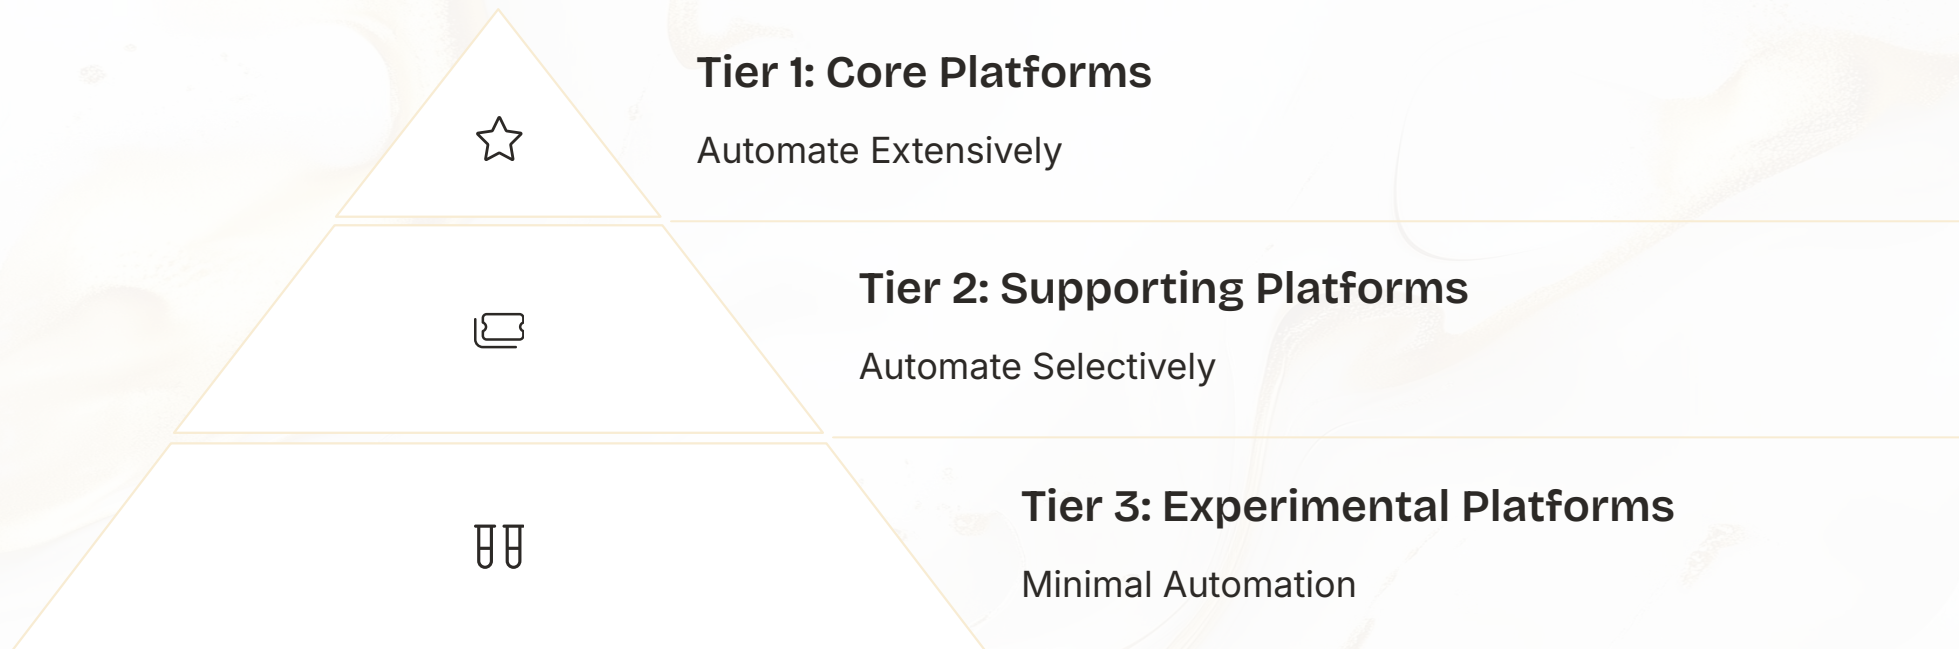 Tier 1: Core Platforms
Automate Extensively
Tier 2: Supporting Platforms
Automate Selectively
Tier 3: Experimental Platforms
Minimal Automation